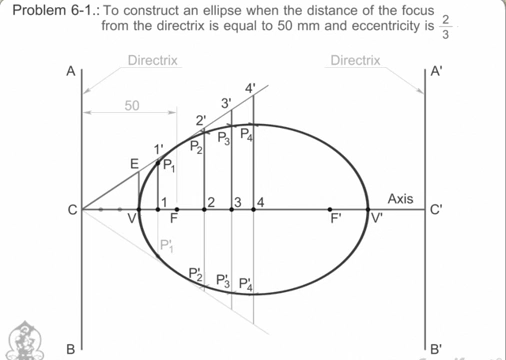 Problem 6-1.: To construct an ellipse when the distance of the focus
from the directrix is equal to 50 mm and eccentricity is 2/3
Directrix
Directrix
A
A'
4'
3'
50
2'
1'
P₄
P₃
P₂
E
P₁
Axis
C
V
1
F
2
3
4
F'
V'
C'
P'₁
P'₂
P'₃
P'₄
B
B'